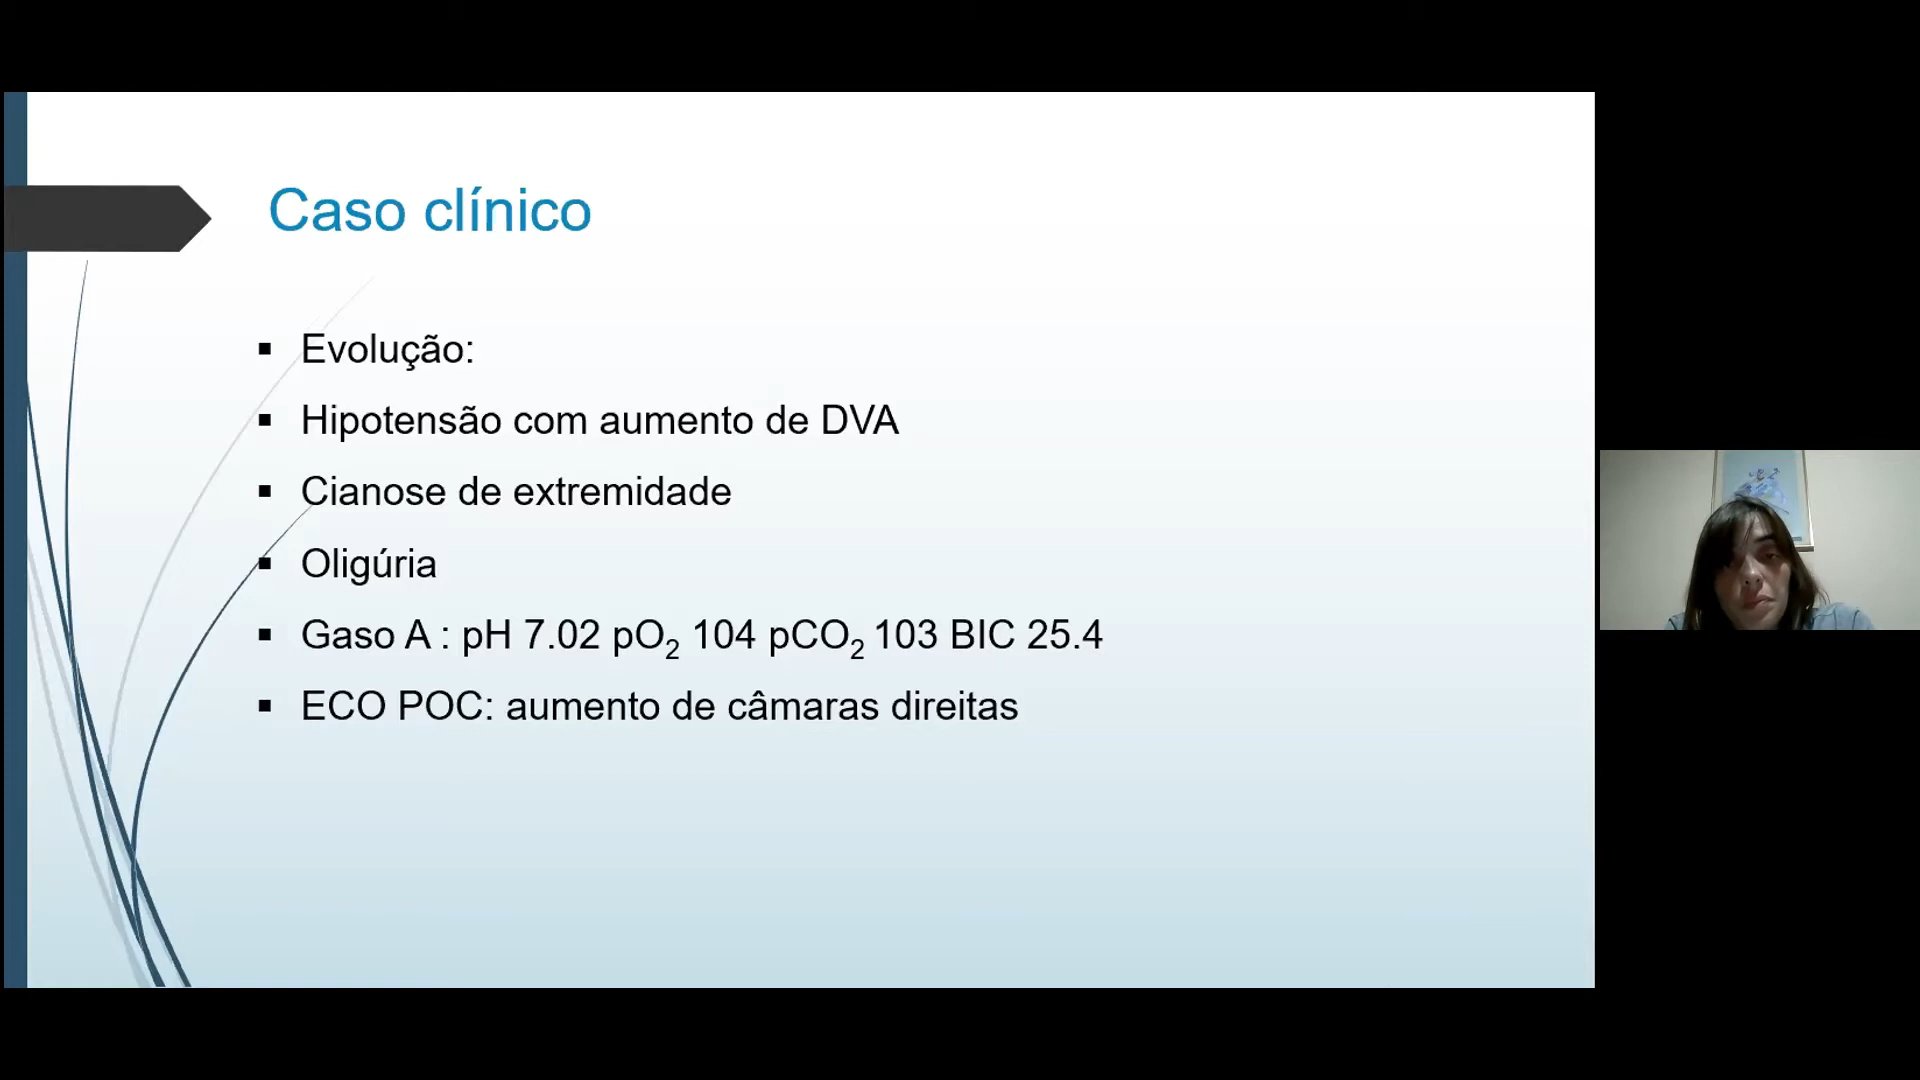 Caso clínico
▪ Evolução:
▪ Hipotensão com aumento de DVA
▪ Cianose de extremidade
▪ Oligúria
▪ Gaso A : pH 7.02 pO₂ 104 pCO₂ 103 BIC 25.4
▪ ECO POC: aumento de câmaras direitas